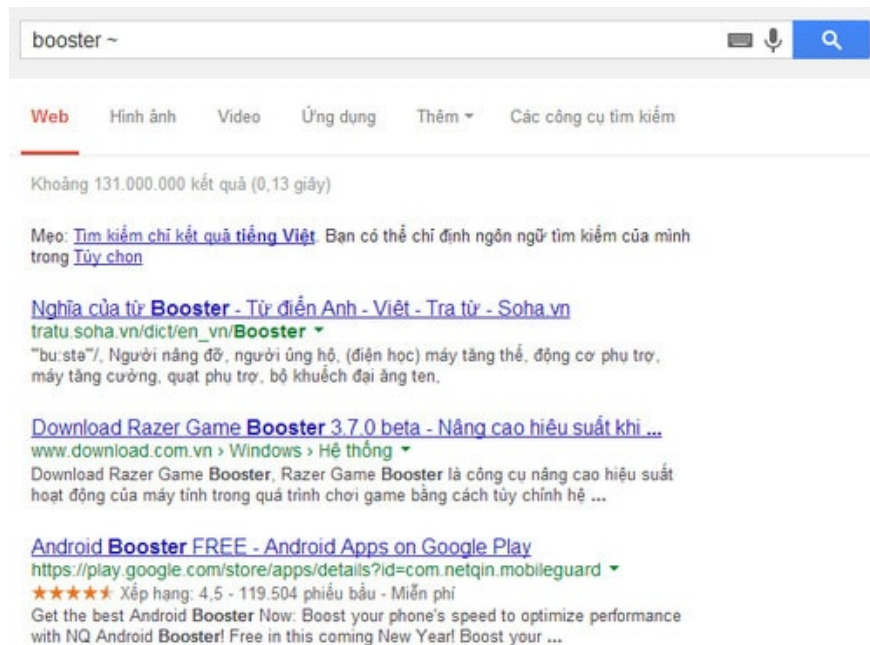 booster ~
Web Hình ảnh Video Ứng dụng Thêm Các công cụ tìm kiếm
Khoảng 131.000.000 kết quả (0,13 giây)
Mẹo: Tìm kiếm chỉ kết quả tiếng Việt. Bạn có thể chỉ định ngôn ngữ tìm kiếm của mình
trong Tùy chọn
Nghĩa của từ Booster - Từ điển Anh - Việt - Tra từ - Soha.vn
tratu.soha.vn/dict/en_vn/Booster
"'bu:stə"/, Người nâng đỡ, người ủng hộ, (điện học) máy tăng thế, động cơ phụ trợ,
máy tăng cường, quạt phụ trợ, bộ khuếch đại ăng ten,
Download Razer Game Booster 3.7.0 beta - Nâng cao hiệu suất khi ...
www.download.com.vn › Windows › Hệ thống
Download Razer Game Booster, Razer Game Booster là công cụ nâng cao hiệu suất
hoạt động của máy tính trong quá trình chơi game bằng cách tùy chỉnh hệ ...
Android Booster FREE - Android Apps on Google Play
https://play.google.com/store/apps/details?id=com.netqin.mobileguard
Xếp hạng: 4,5 - 119.504 phiếu bầu - Miễn phí
Get the best Android Booster Now: Boost your phone's speed to optimize performance
with NQ Android Booster! Free in this coming New Year! Boost your ...